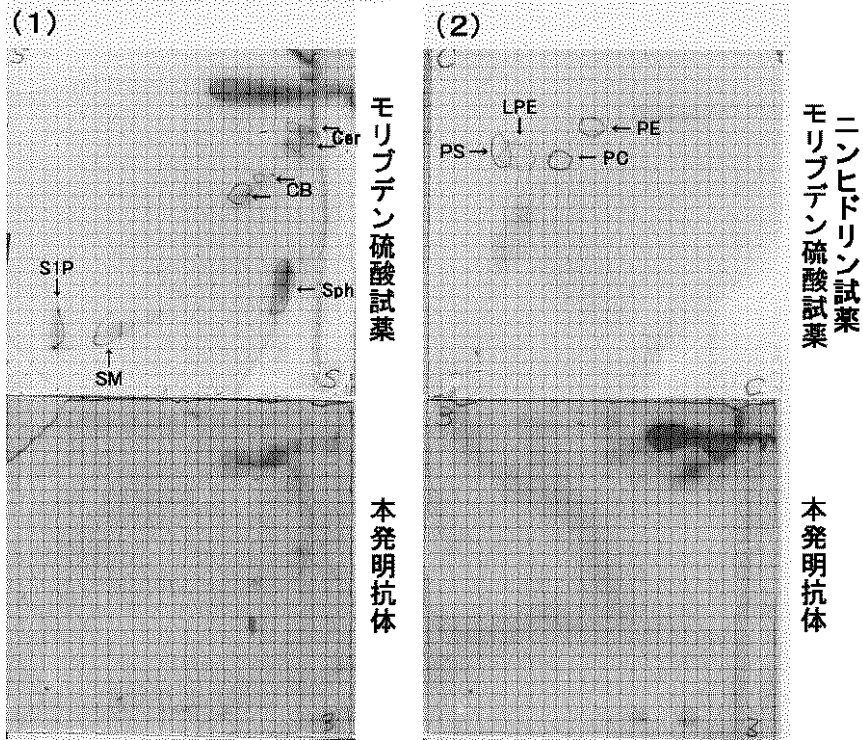 (1)
S
Cer
CB
S1P
Sph
SM
S
モリブデン硫酸試薬
3
本発明抗体
(2)
C
LPE
PE
PS
PC
C
ニンヒドリン試薬
モリブデン硫酸試薬
3
本発明抗体